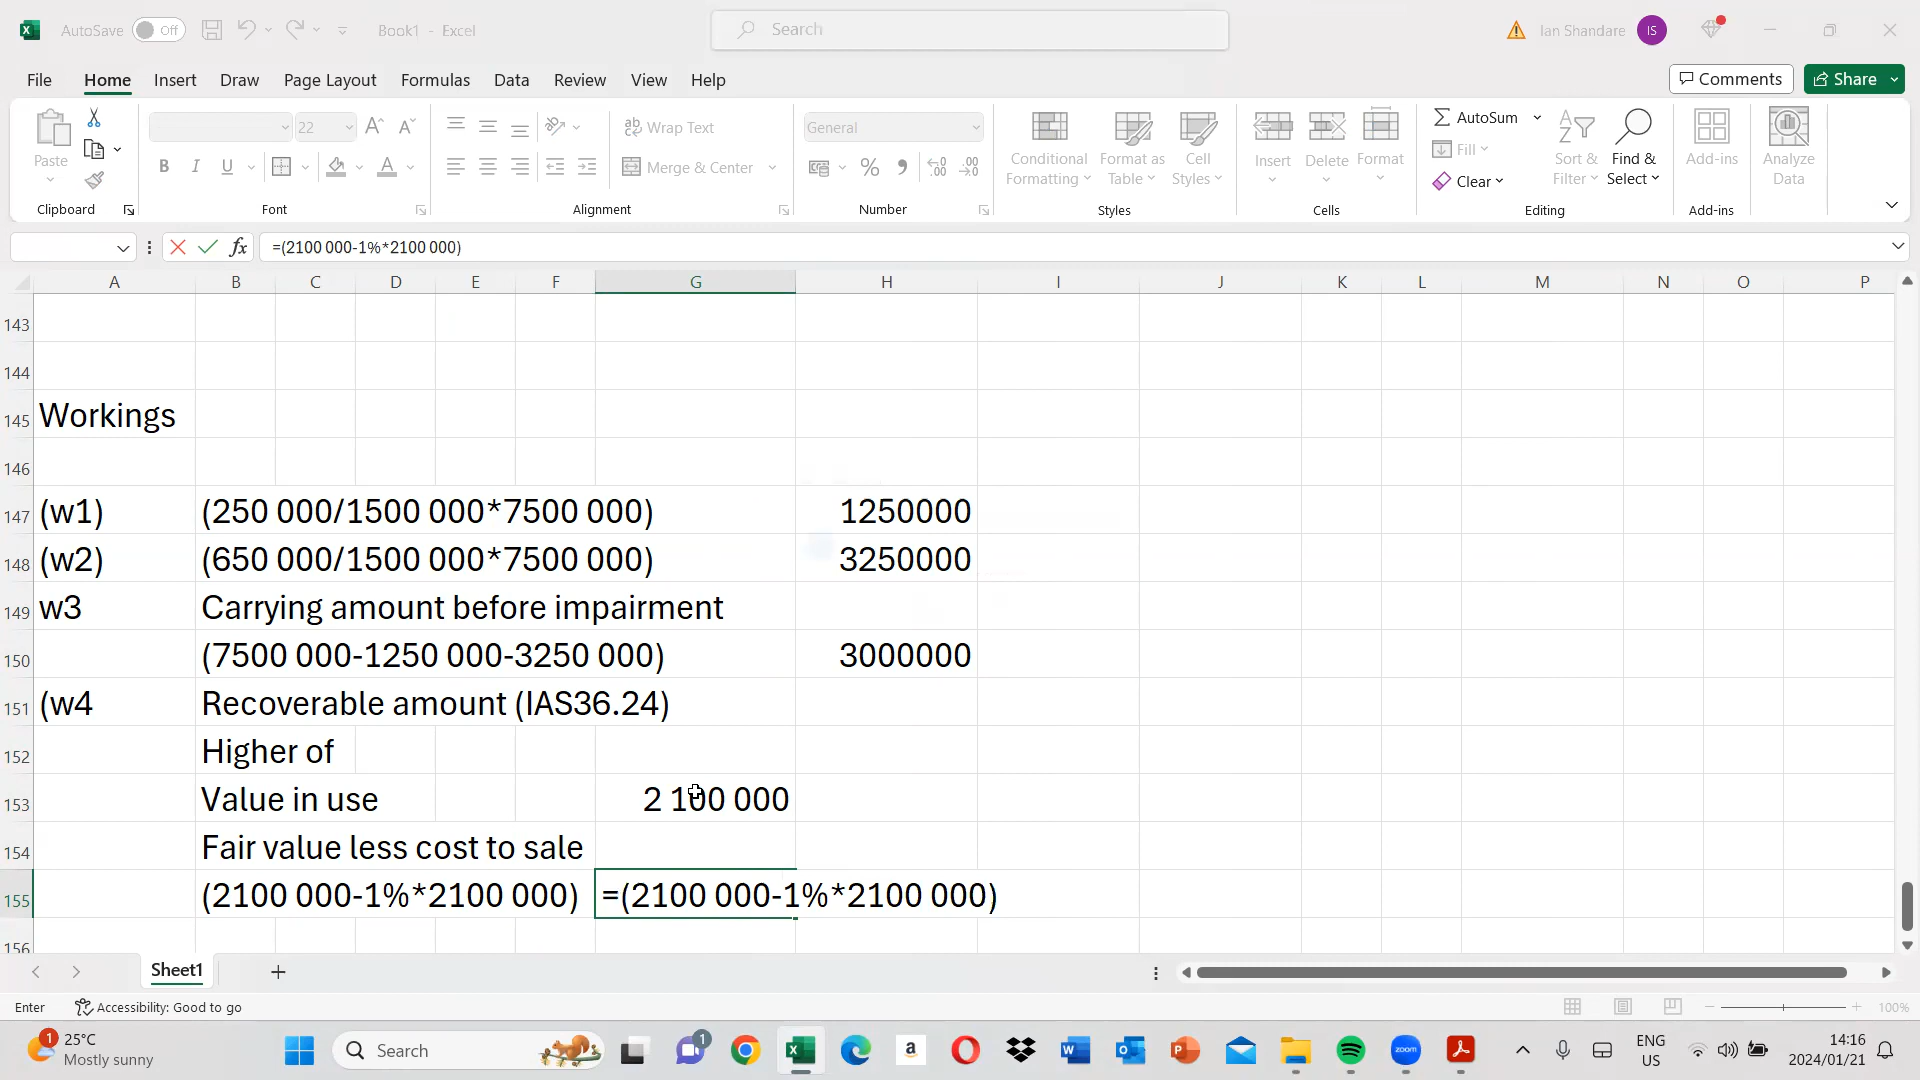 AutoSave Off Book1 - Excel Search Ian Shandare IS
File Home Insert Draw Page Layout Formulas Data Review View Help Comments Share
22 ab Wrap Text General AutoSum
Paste Conditional Format as Cell Insert Delete Format Fill Sort & Find & Add-ins Analyze
B I U Merge & Center Formatting Table Styles Clear Filter Select Data
Clipboard Font Alignment Number Styles Cells Editing Add-ins
fx =(2100 000-1%*2100 000)
A B C D E F G H I J K L M N O P
143
144
145 Workings
146
147 (w1) (250 000/1500 000*7500 000) 1250000
148 (w2) (650 000/1500 000*7500 000) 3250000
149 w3 Carrying amount before impairment
150 (7500 000-1250 000-3250 000) 3000000
151 (w4 Recoverable amount (IAS36.24)
152 Higher of
153 Value in use 2 100 000
154 Fair value less cost to sale
155 (2100 000-1%*2100 000) =(2100 000-1%*2100 000)
156
Sheet1
Enter Accessibility: Good to go 100%
1 25°C Mostly sunny Search 1 a zoom ENG US 14:16 2024/01/21